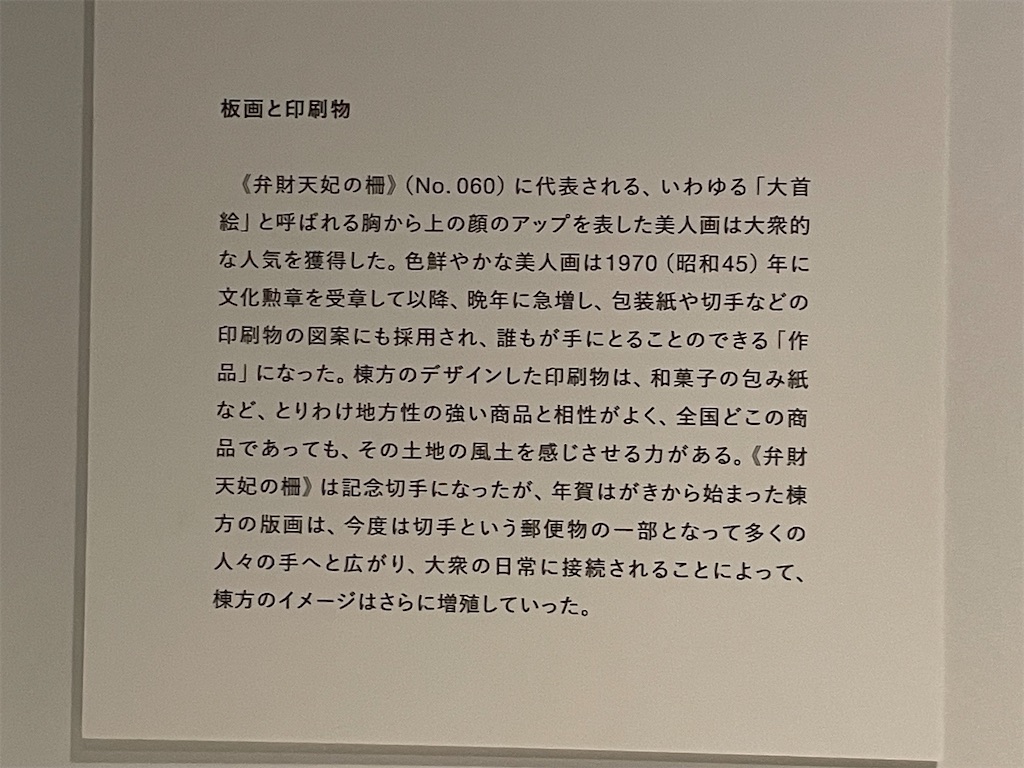 板画と印刷物
《弁財天妃の柵》（No. 060）に代表される、いわゆる「大首
絵」と呼ばれる胸から上の顔のアップを表した美人画は大衆的
な人気を獲得した。色鮮やかな美人画は1970（昭和45）年に
文化勲章を受章して以降、晩年に急増し、包装紙や切手などの
印刷物の図案にも採用され、誰もが手にとることのできる「作
品」になった。棟方のデザインした印刷物は、和菓子の包み紙
など、とりわけ地方性の強い商品と相性がよく、全国どこの商
品であっても、その土地の風土を感じさせる力がある。《弁財
天妃の柵》は記念切手になったが、年賀はがきから始まった棟
方の版画は、今度は切手という郵便物の一部となって多くの
人々の手へと広がり、大衆の日常に接続されることによって、
棟方のイメージはさらに増殖していった。